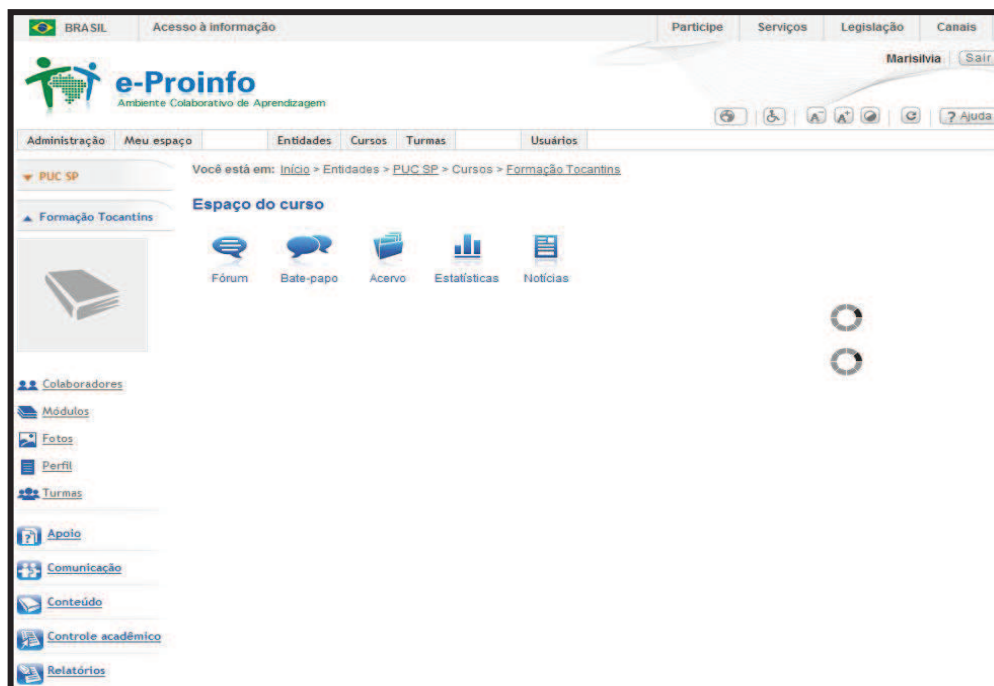 BRASIL Acesso à informação Participe Serviços Legislação Canais
Marisilvia Sair
e-Proinfo
Ambiente Colaborativo de Aprendizagem
A- A+ ? Ajuda
Administração Meu espaço Entidades Cursos Turmas Usuários
PUC SP
Você está em: Início > Entidades > PUC SP > Cursos > Formação Tocantins
Formação Tocantins
Espaço do curso
Fórum Bate-papo Acervo Estatísticas Notícias
Colaboradores
Módulos
Fotos
Perfil
Turmas
Apoio
Comunicação
Conteúdo
Controle acadêmico
Relatórios